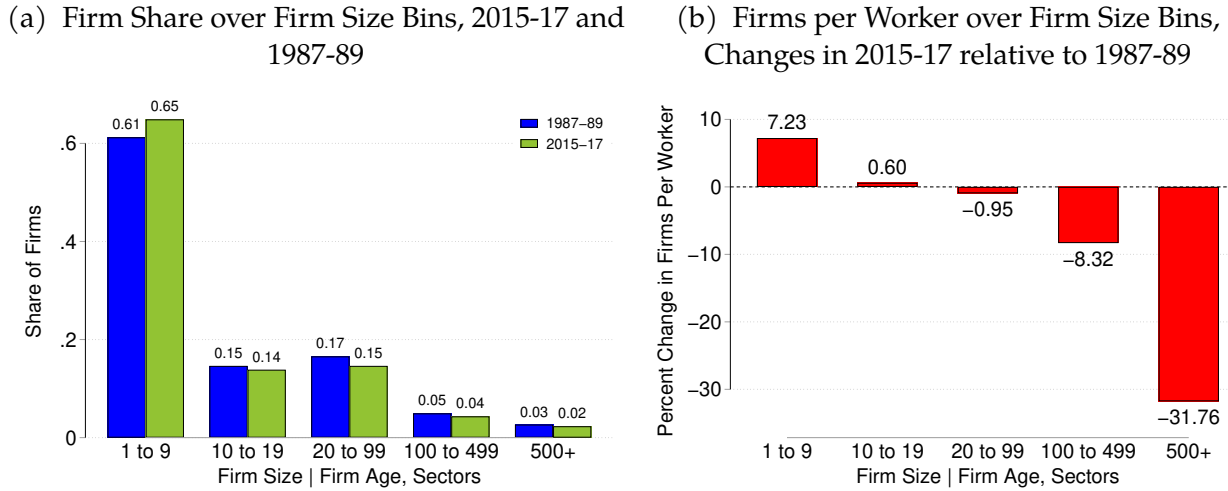 (a) Firm Share over Firm Size Bins, 2015-17 and
1987-89
0.61
0.65
0.15
0.14
0.17
0.15
0.05
0.04
0.03
0.02
1987−89
2015−17
.6
.4
.2
0
Share of Firms
1 to 9
10 to 19
20 to 99
100 to 499
500+
Firm Size | Firm Age, Sectors
(b) Firms per Worker over Firm Size Bins,
Changes in 2015-17 relative to 1987-89
10
0
−10
−20
−30
Percent Change in Firms Per Worker
7.23
0.60
−0.95
−8.32
−31.76
1 to 9
10 to 19
20 to 99
100 to 499
500+
Firm Size | Firm Age, Sectors